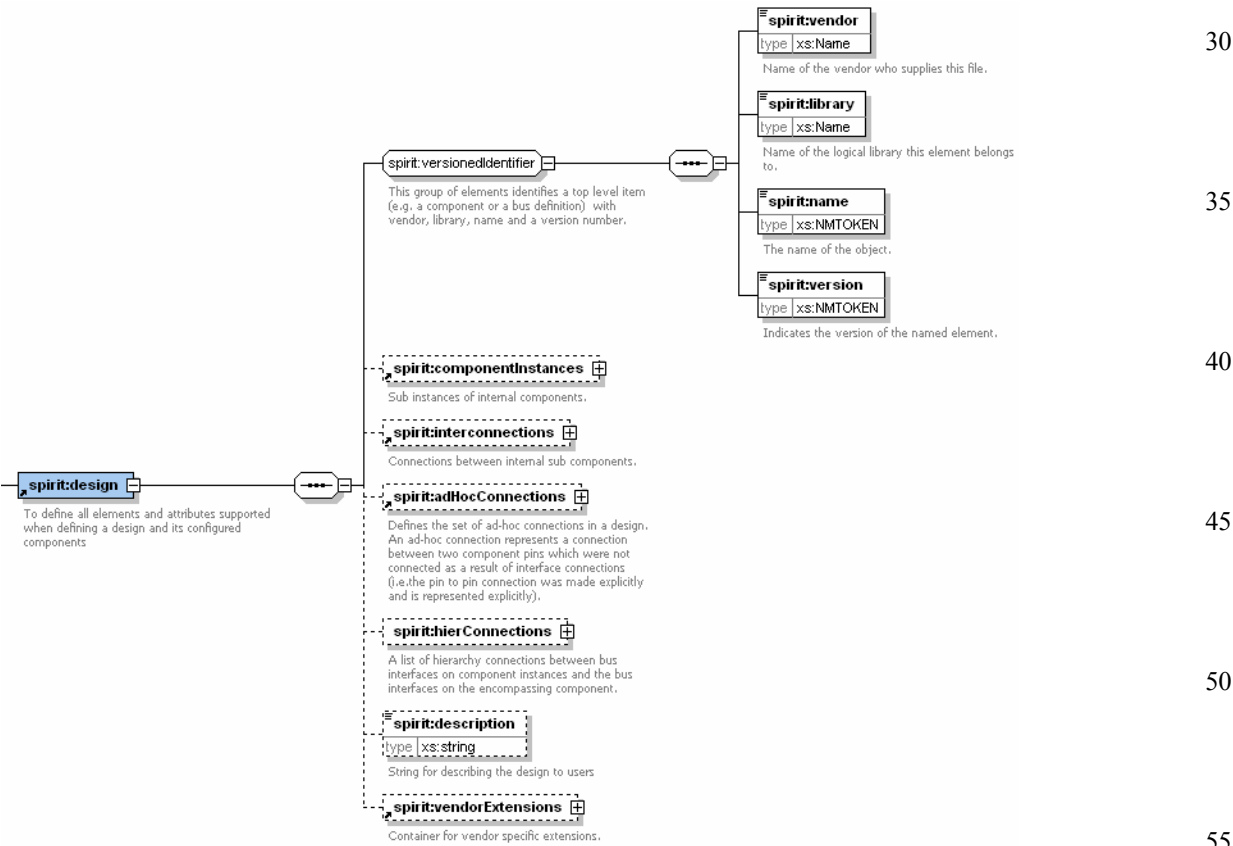 spirit:vendor
type xs:Name
30
Name of the vendor who supplies this file.
spirit:library
type xs:Name
Name of the logical library this element belongs
to.
spirit:versionedIdentifier
This group of elements identifies a top level item
(e.g. a component or a bus definition) with
vendor, library, name and a version number.
spirit:name
type xs:NMTOKEN
35
The name of the object.
spirit:version
type xs:NMTOKEN
Indicates the version of the named element.
spirit:componentInstances
40
Sub instances of internal components.
spirit:interconnections
Connections between internal sub components.
spirit:design
To define all elements and attributes supported
when defining a design and its configured
components
spirit:adHocConnections
Defines the set of ad-hoc connections in a design.
An ad-hoc connection represents a connection
between two component pins which were not
connected as a result of interface connections
(i.e.the pin to pin connection was made explicitly
and is represented explicitly).
45
spirit:hierConnections
A list of hierarchy connections between bus
interfaces on component instances and the bus
interfaces on the encompassing component.
50
spirit:description
type xs:string
String for describing the design to users
spirit:vendorExtensions
Container for vendor specific extensions.
55